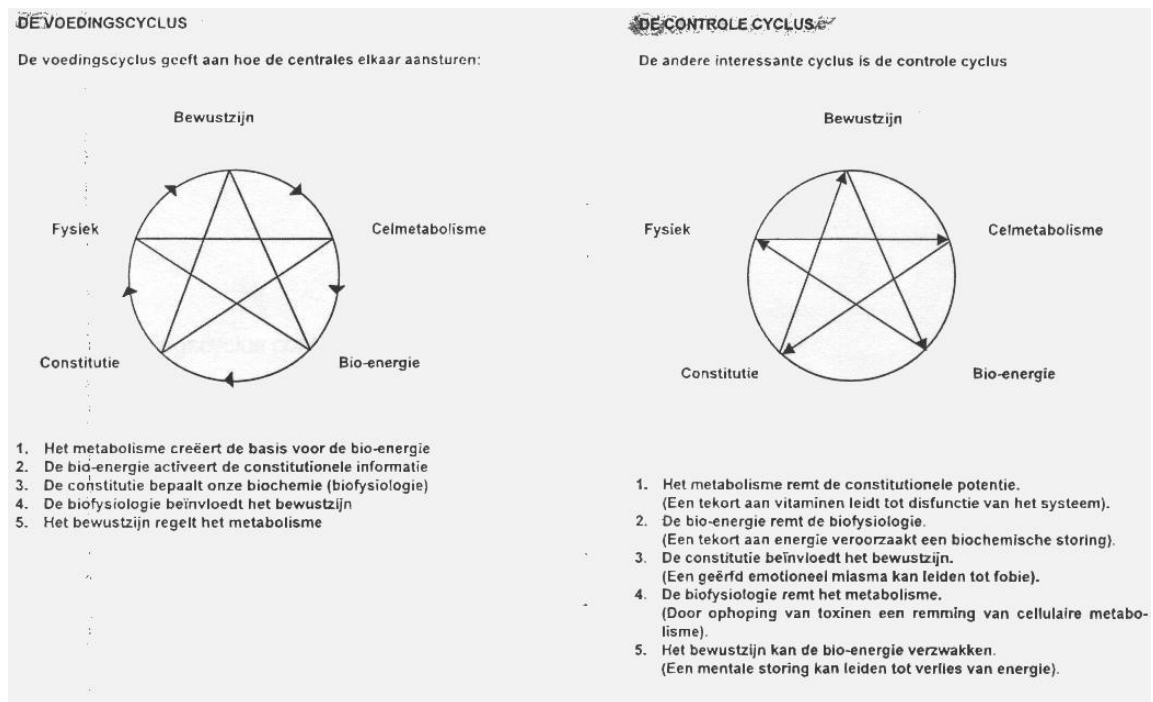 DE VOEDINGSCYCLUS
De voedingscyclus geeft aan hoe de centrales elkaar aansturen:
Bewustzijn
Fysiek
Celmetabolisme
Constitutie
Bio-energie
1. Het metabolisme creëert de basis voor de bio-energie
2. De bio-energie activeert de constitutionele informatie
3. De constitutie bepaalt onze biochemie (biofysiologie)
4. De biofysiologie beïnvloedt het bewustzijn
5. Het bewustzijn regelt het metabolisme
DE CONTROLE CYCLUS
De andere interessante cyclus is de controle cyclus
Bewustzijn
Fysiek
Celmetabolisme
Constitutie
Bio-energie
1. Het metabolisme remt de constitutionele potentie.
(Een tekort aan vitaminen leidt tot disfunctie van het systeem).
2. De bio-energie remt de biofysiologie.
(Een tekort aan energie veroorzaakt een biochemische storing).
3. De constitutie beïnvloedt het bewustzijn.
(Een geërfd emotioneel miasma kan leiden tot fobie).
4. De biofysiologie remt het metabolisme.
(Door ophoping van toxinen een remming van cellulaire metabo-
lisme).
5. Het bewustzijn kan de bio-energie verzwakken.
(Een mentale storing kan leiden tot verlies van energie).